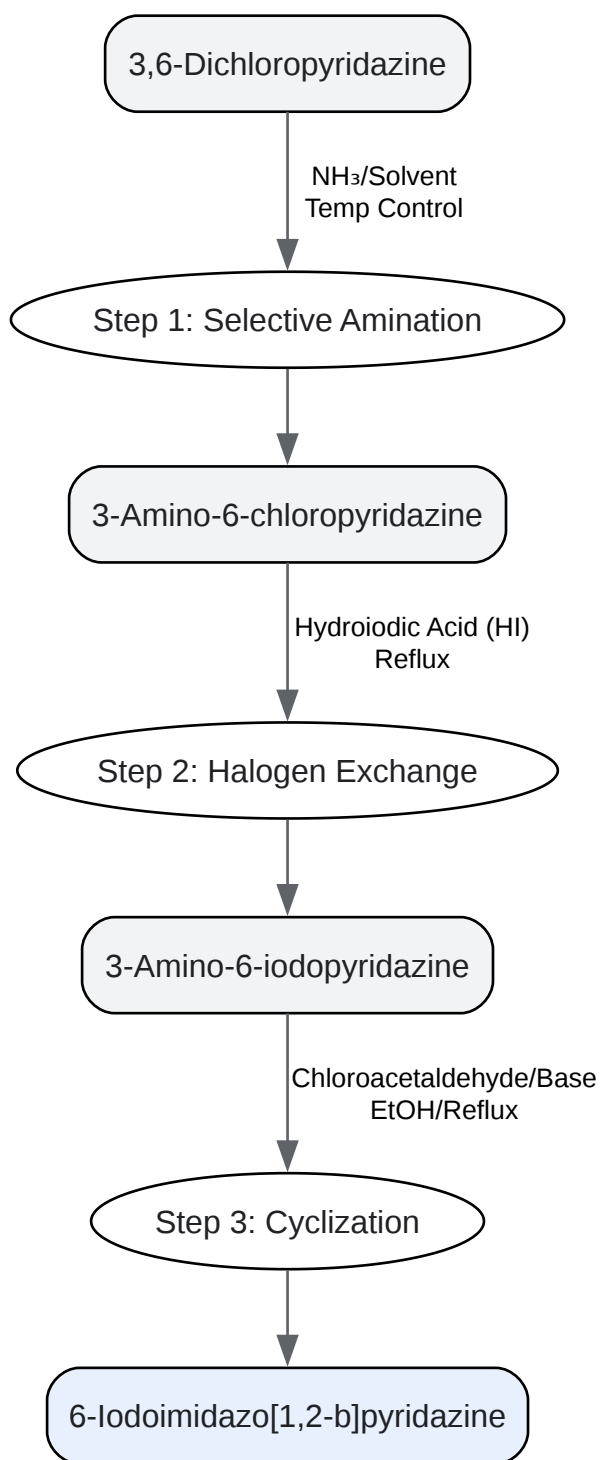 3,6-Dichloropyridazine
NH₃/Solvent
Temp Control
Step 1: Selective Amination
3-Amino-6-chloropyridazine
Hydroiodic Acid (HI)
Reflux
Step 2: Halogen Exchange
3-Amino-6-iodopyridazine
Chloroacetaldehyde/Base
EtOH/Reflux
Step 3: Cyclization
6-Iodoimidazo[1,2-b]pyridazine